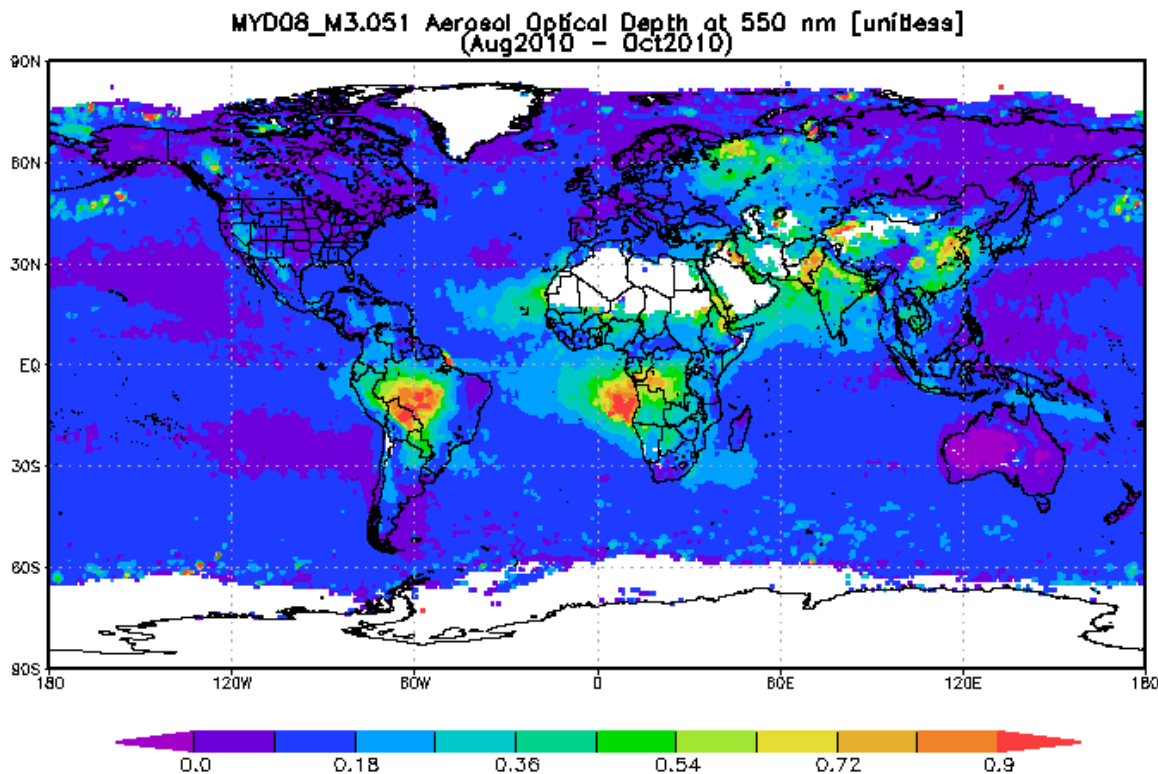 MYD08_M3.051 Aerosol Optical Depth at 550 nm [unitless]
(Aug2010 - Oct2010)
90N
60N
30N
EQ
30S
60S
90S
180 120W 60W 0 60E 120E 180
0.0 0.18 0.36 0.54 0.72 0.9